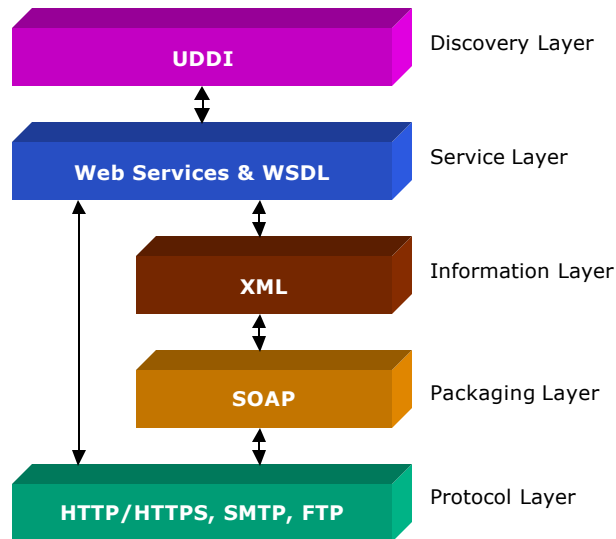 UDDI
Discovery Layer
Web Services & WSDL
Service Layer
XML
Information Layer
SOAP
Packaging Layer
HTTP/HTTPS, SMTP, FTP
Protocol Layer